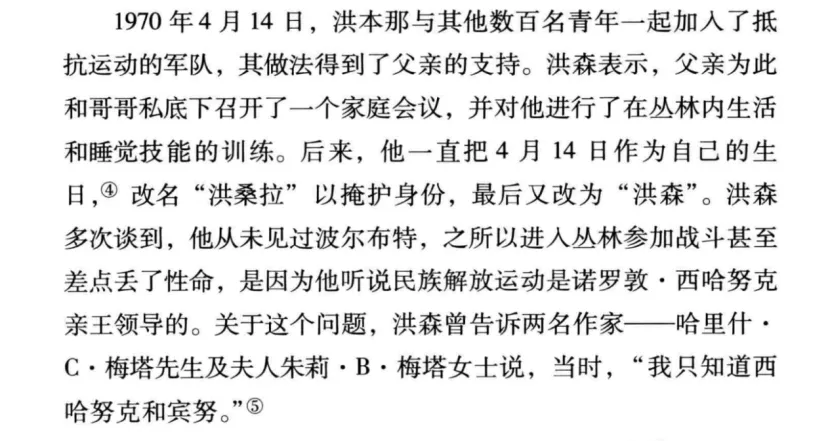 1970 年 4 月 14 日，洪本那与其他数百名青年一起加入了抵
抗运动的军队，其做法得到了父亲的支持。洪森表示，父亲为此
和哥哥私底下召开了一个家庭会议，并对他进行了在丛林内生活
和睡觉技能的训练。后来，他一直把 4 月 14 日作为自己的生
日，④ 改名“洪桑拉”以掩护身份，最后又改为“洪森”。洪森
多次谈到，他从未见过波尔布特，之所以进入丛林参加战斗甚至
差点丢了性命，是因为他听说民族解放运动是诺罗敦·西哈努克
亲王领导的。关于这个问题，洪森曾告诉两名作家——哈里什·
C·梅塔先生及夫人朱莉·B·梅塔女士说，当时，“我只知道西
哈努克和宾努。”⑤